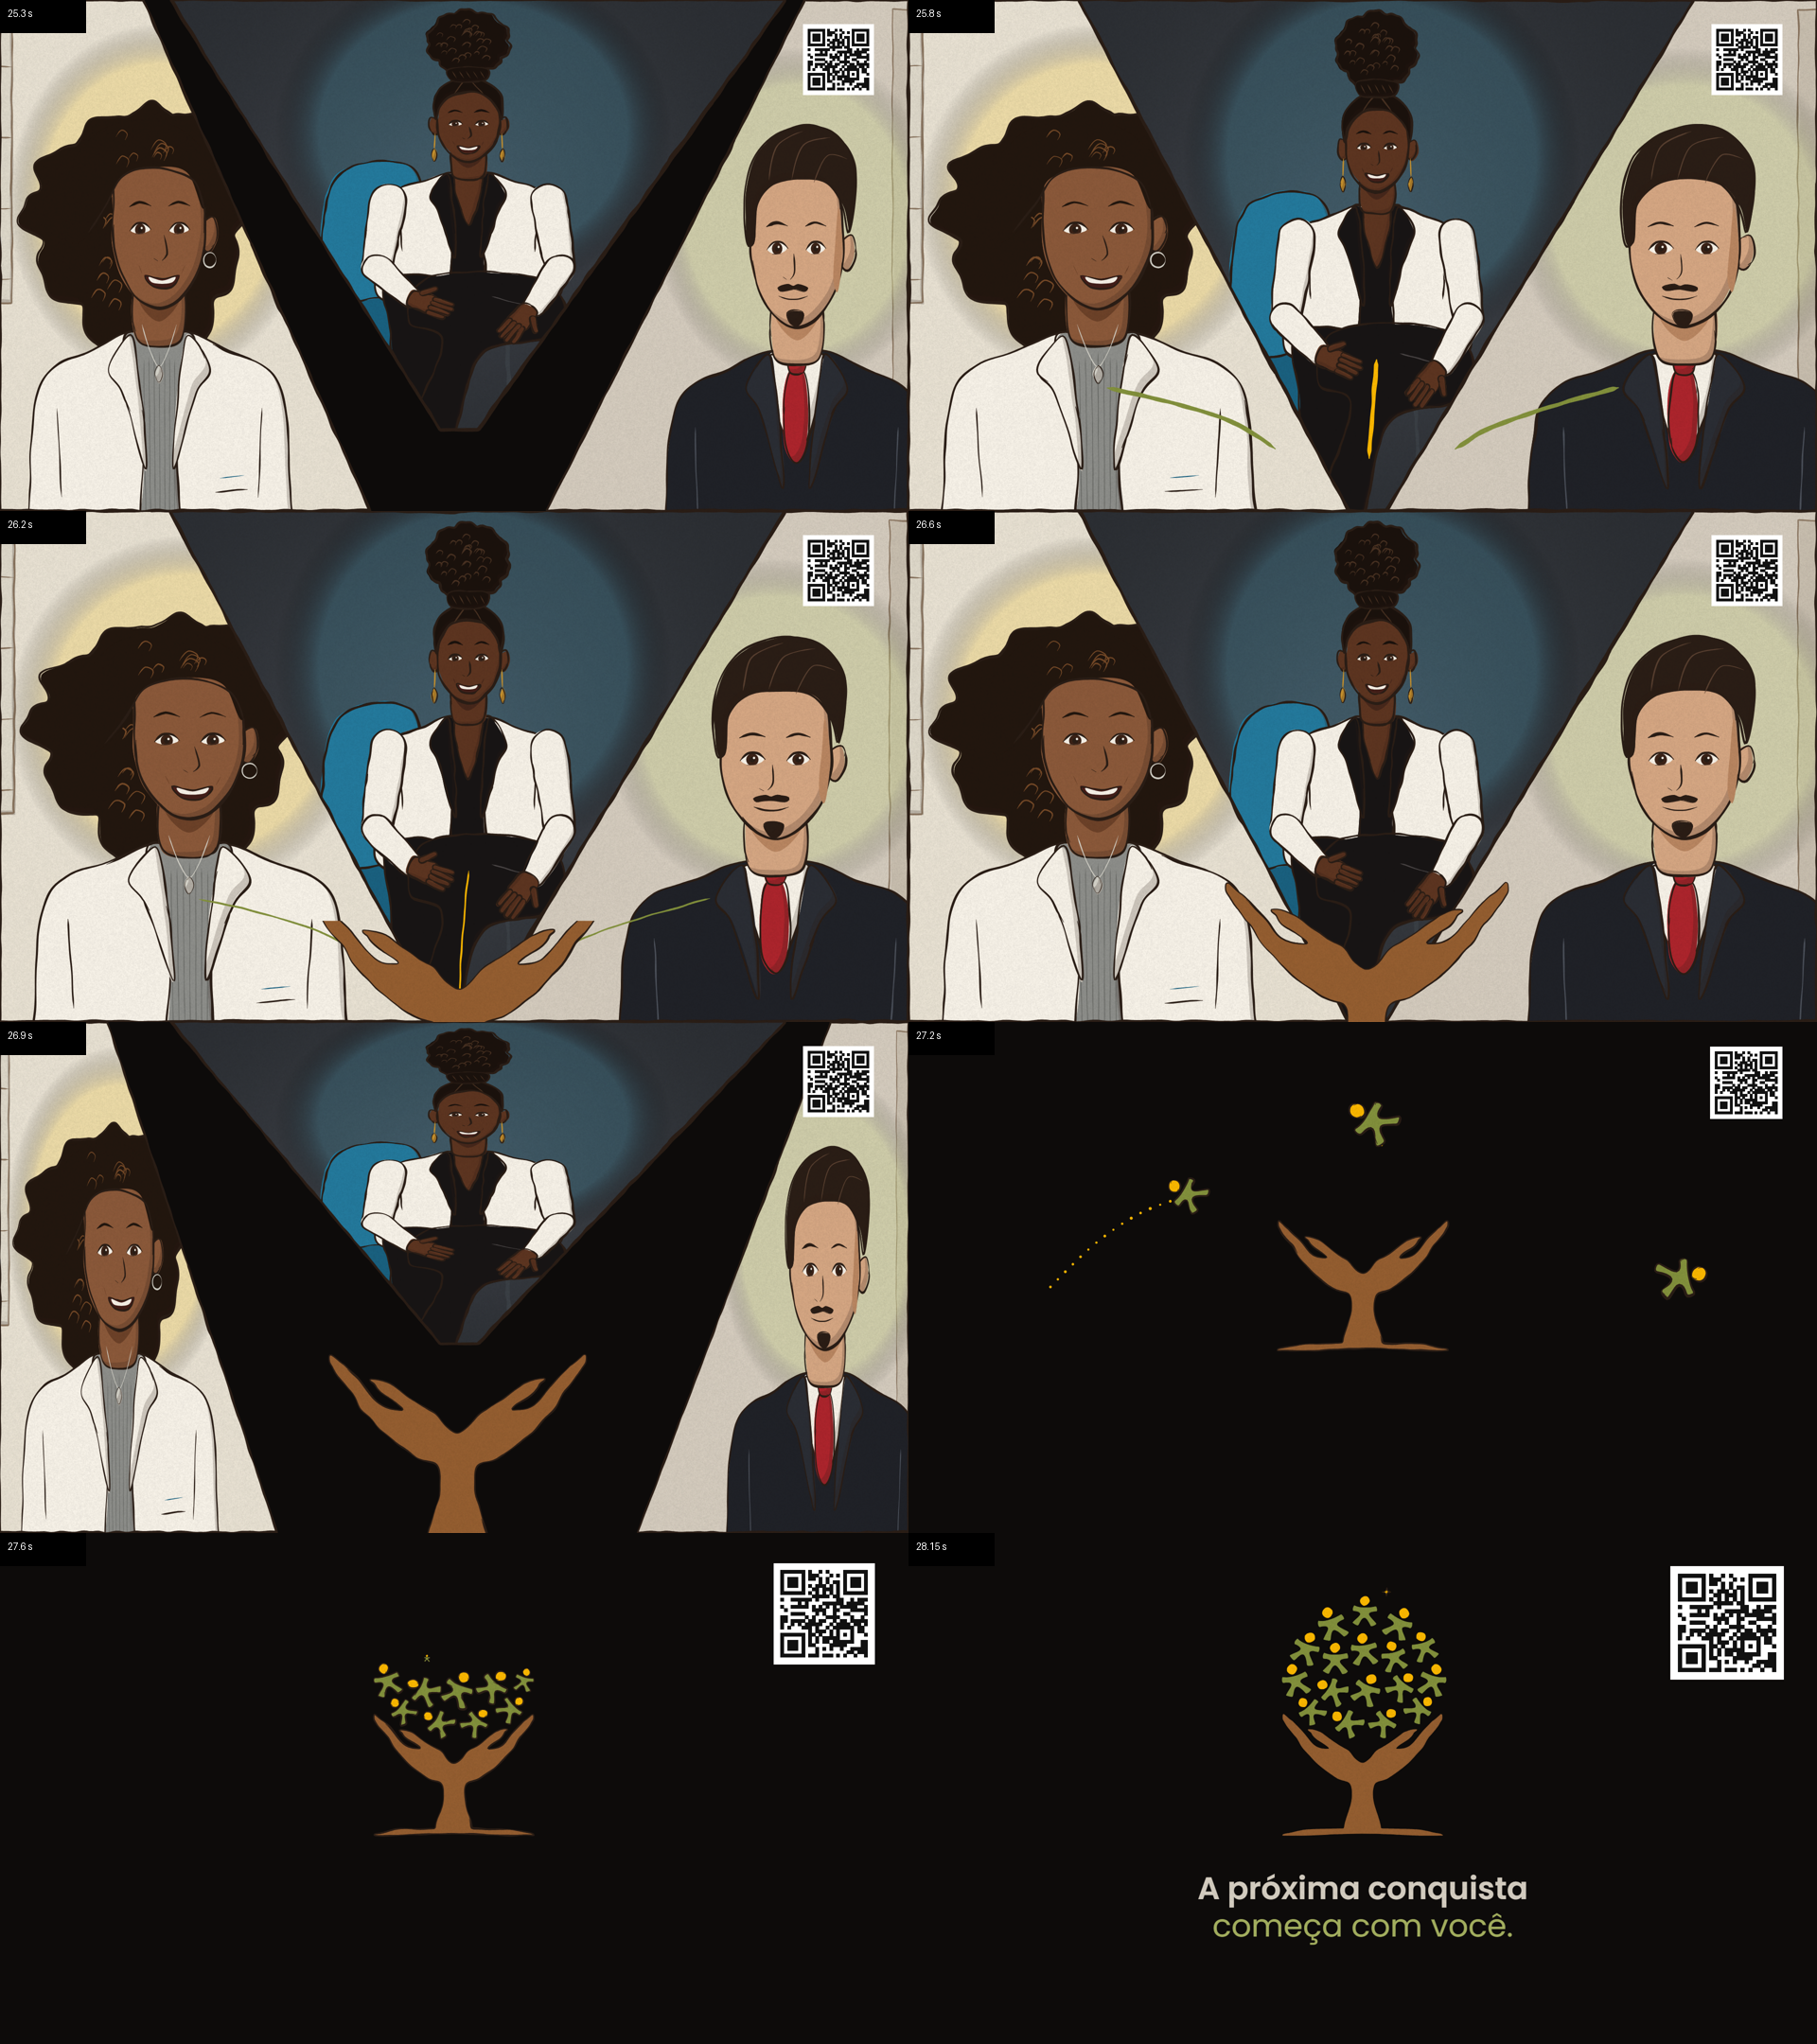 25.3 s
25.8 s
26.2 s
26.6 s
26.9 s
27.2 s
27.6 s
28.15 s
A próxima conquista
começa com você.